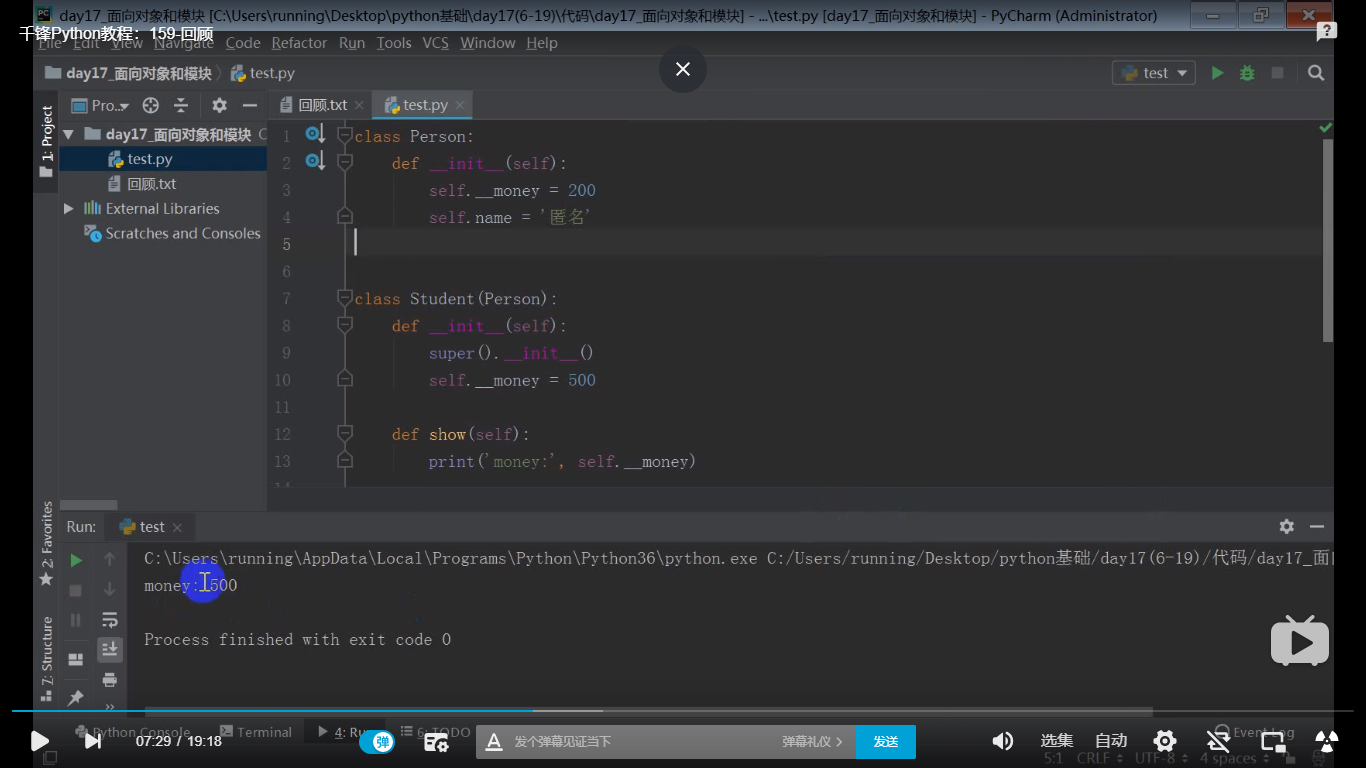 day17_面向对象和模块 [C:\Users\running\Desktop\python基础\day17(6-19)\代码\day17_面向对象和模块] - ...\test.py [day17_面向对象和模块] - PyCharm (Administrator)
千锋Python教程：159-回顾
File Edit View Navigate Code Refactor Run Tools VCS Window Help
day17_面向对象和模块 test.py
test
1: Project
Pro..
回顾.txt
test.py
day17_面向对象和模块 C
test.py
回顾.txt
External Libraries
Scratches and Consoles
1 class Person:
2 def __init__(self):
3 self.__money = 200
4 self.name = '匿名'
5
6
7 class Student(Person):
8 def __init__(self):
9 super().__init__()
10 self.__money = 500
11
12 def show(self):
13 print('money:', self.__money)
14
2: Favorites
7: Structure
Run: test
C:\Users\running\AppData\Local\Programs\Python\Python36\python.exe C:/Users/running/Desktop/python基础/day17(6-19)/代码/day17_面
money: 500
Process finished with exit code 0
Python Console Terminal 4: Ru 6: TODO Event Log
07:29 / 19:18
弹
发个弹幕见证当下
弹幕礼仪 >
发送
选集
自动
5:1 CRLF UTF-8 4 spaces